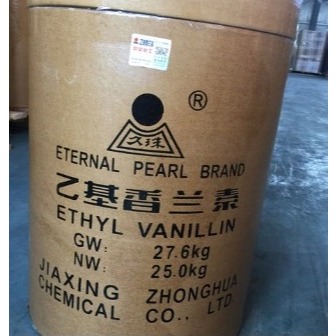 ®
久珠
ETERNAL PEARL BRAND
乙基香兰素
ETHYL VANILLIN
GW: 27.6kg
NW: 25.0kg
JIAXING ZHONGHUA
CHEMICAL CO., LTD.